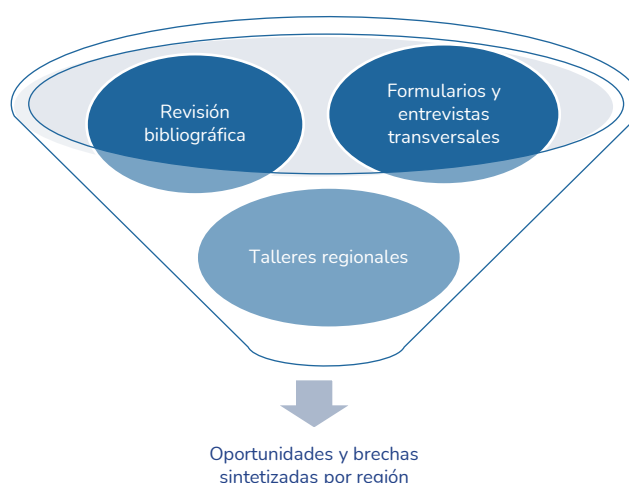 Revisión
bibliográfica
Formularios y
entrevistas
transversales
Talleres regionales
Oportunidades y brechas
sintetizadas por región